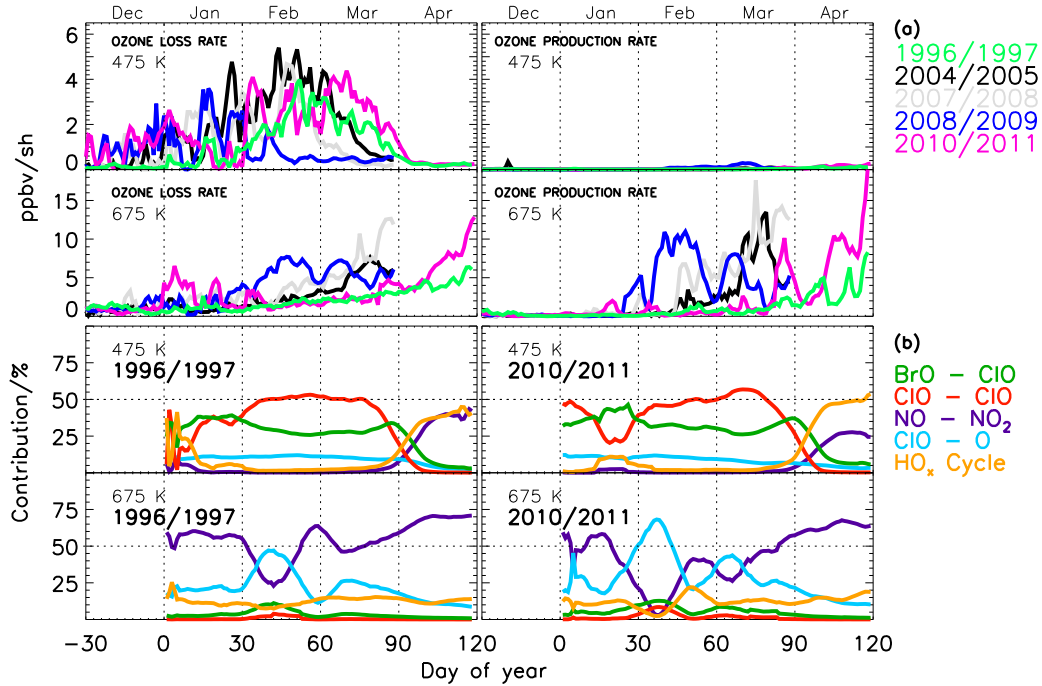 Dec Jan Feb Mar Apr Dec Jan Feb Mar Apr
6 OZONE LOSS RATE OZONE PRODUCTION RATE (a)
475 K 475 K 1996/1997
4 2004/2005
2007/2008
2 2008/2009
2010/2011
0
ppbv/sh
OZONE LOSS RATE OZONE PRODUCTION RATE
675 K 675 K
15
10
5
0
475 K 475 K (b)
1996/1997 2010/2011
75 BrO – ClO
50 ClO – ClO
NO – NO₂
25 ClO – O
HOₓ Cycle
Contribution/%
675 K 675 K
1996/1997 2010/2011
75
50
25
−30 0 30 60 90 0 30 60 90 120
Day of year